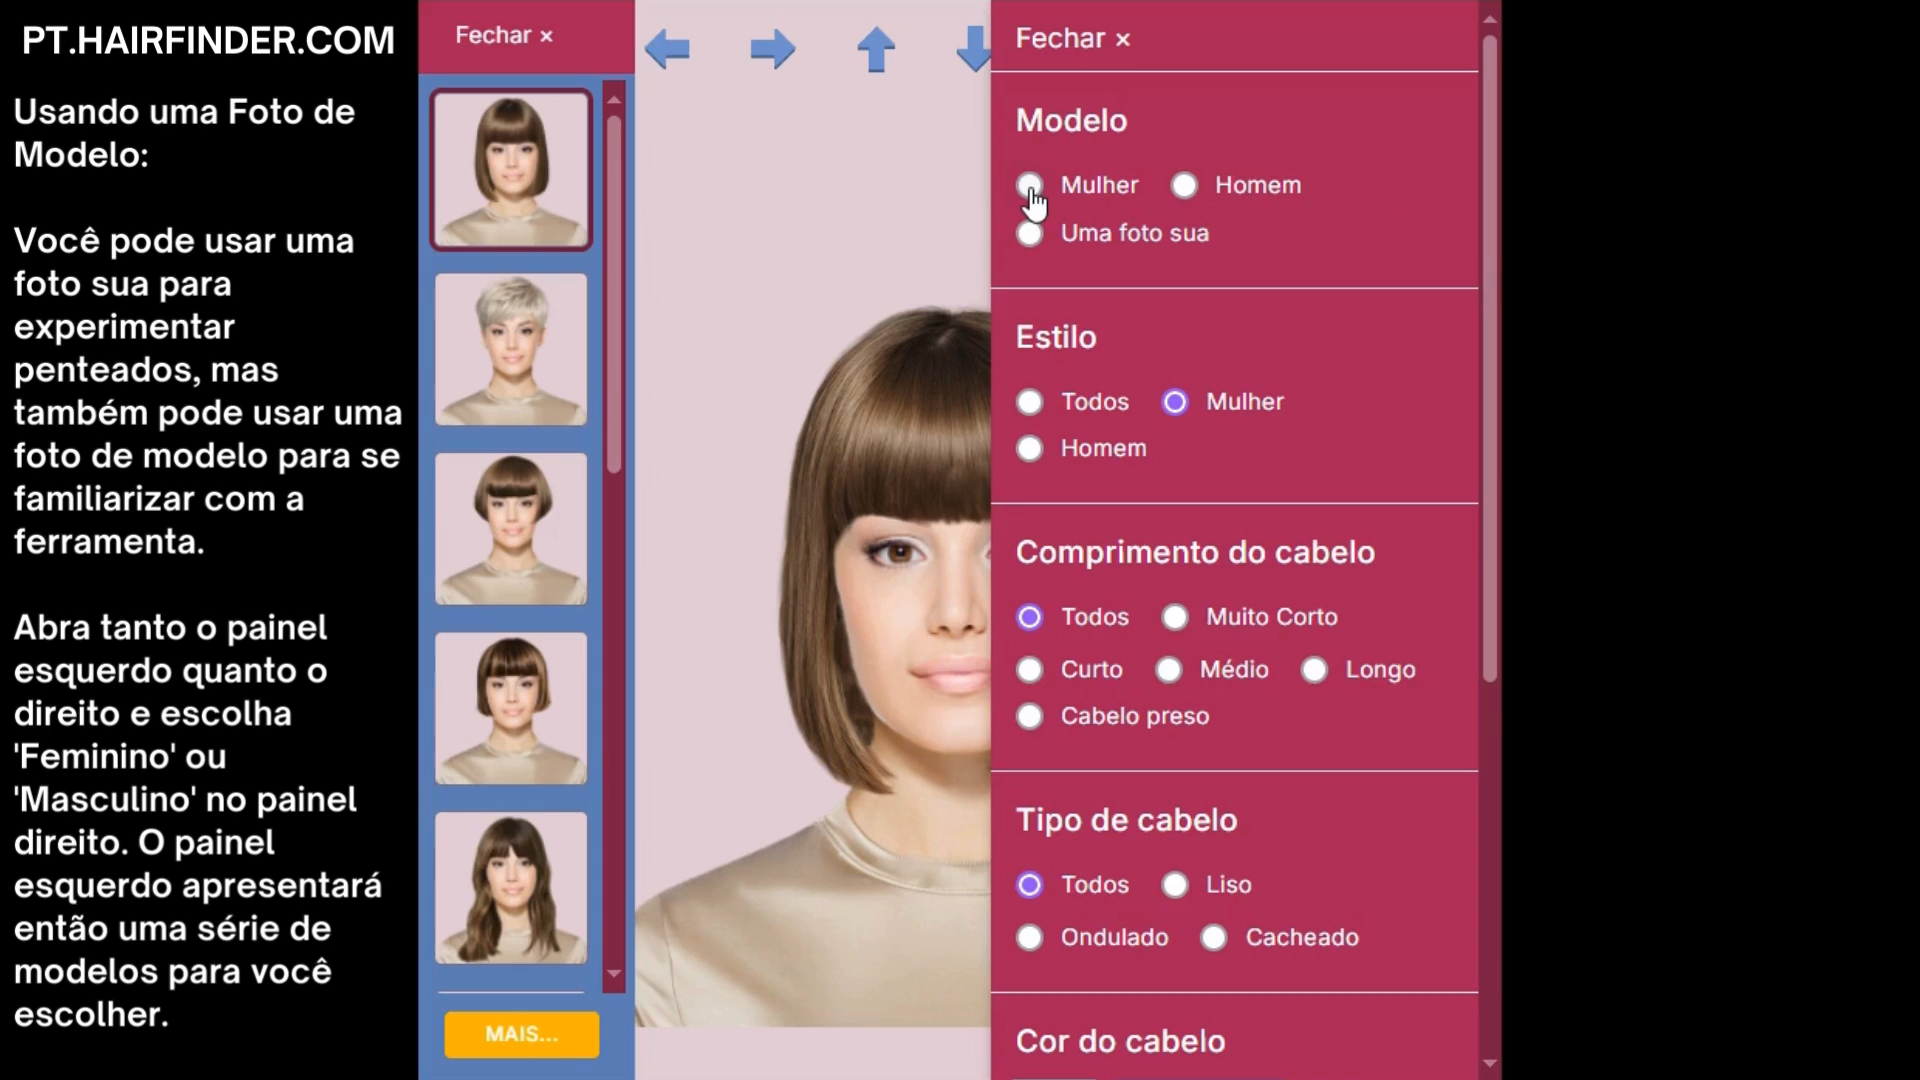 PT.HAIRFINDER.COM
Usando uma Foto de
Modelo:
Você pode usar uma
foto sua para
experimentar
penteados, mas
também pode usar uma
foto de modelo para se
familiarizar com a
ferramenta.
Abra tanto o painel
esquerdo quanto o
direito e escolha
'Feminino' ou
'Masculino' no painel
direito. O painel
esquerdo apresentará
então uma série de
modelos para você
escolher.
Fechar ×
MAIS...
Fechar ×
Modelo
Mulher Homem
Uma foto sua
Estilo
Todos Mulher
Homem
Comprimento do cabelo
Todos Muito Corto
Curto Médio Longo
Cabelo preso
Tipo de cabelo
Todos Liso
Ondulado Cacheado
Cor do cabelo